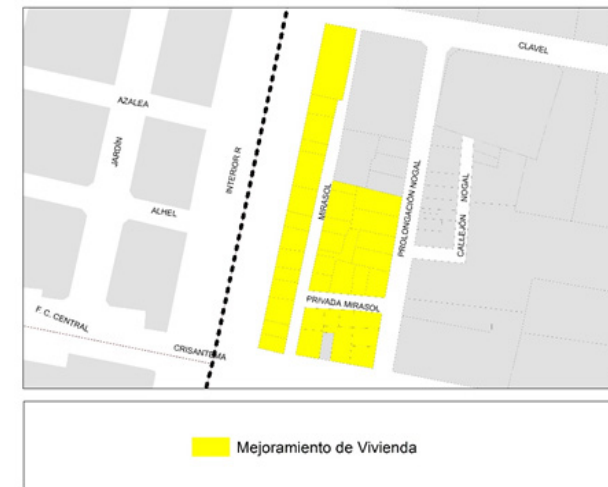 CLAVEL
AZALEA
JARDÍN
INTERIOR R
MIRASOL
PROLONGACIÓN NOGAL
CALLEJÓN NOGAL
ALHEL
PRIVADA MIRASOL
F. C. CENTRAL
CRISANTEMA
Mejoramiento de Vivienda